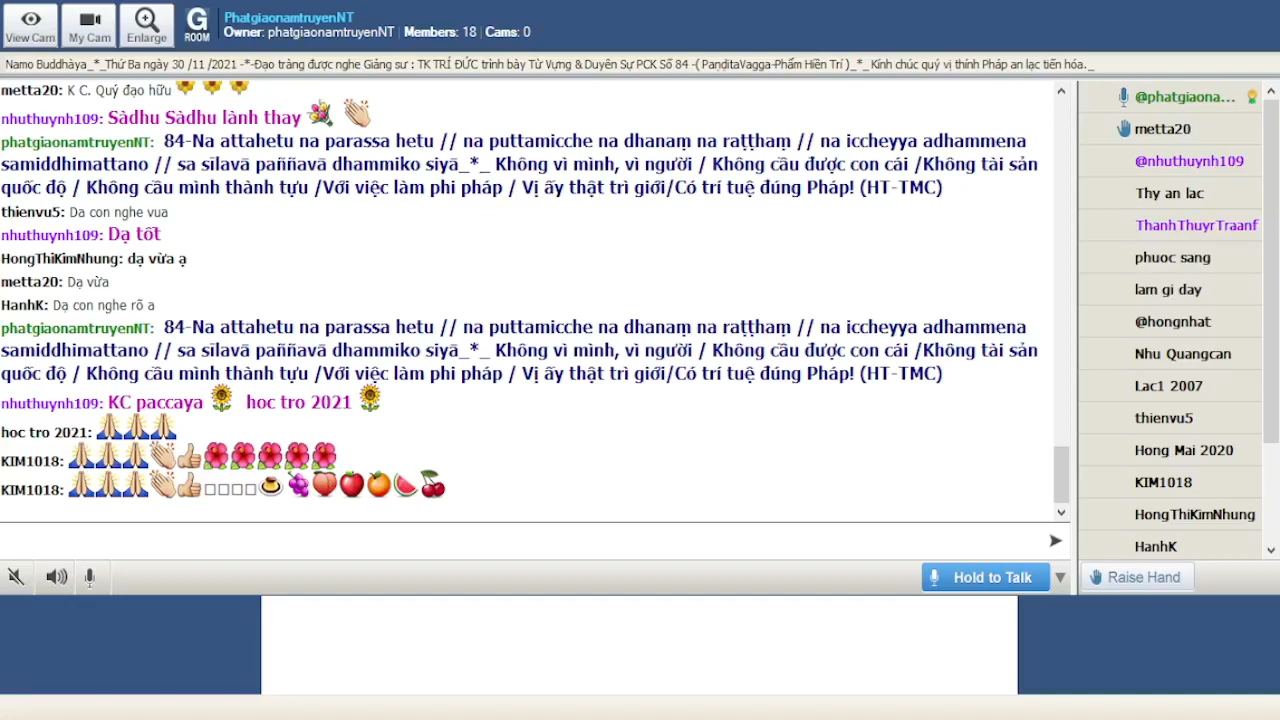 View Cam
My Cam
Enlarge
G
ROOM
PhatgiaonamtruyenNT
Owner: phatgiaonamtruyenNT | Members: 18 | Cams: 0
Namo Buddhàya_*_Thứ Ba ngày 30 /11 /2021 -*-Đạo tràng được nghe Giảng sư : TK TRÍ ĐỨC trình bày Từ Vựng & Duyên Sự PCK Số 84 -( PaṇḍitaVagga-Phẩm Hiền Trí )_*_ Kính chúc quý vị thính Pháp an lạc tiến hóa._
metta20: K C. Quý đạo hữu
nhuthuynh109: Sàdhu Sàdhu lành thay
phatgiaonamtruyenNT: 84-Na attahetu na parassa hetu // na puttamicche na dhanaṃ na raṭṭhaṃ // na iccheyya adhammena
samiddhimattano // sa sīlavā paññavā dhammiko siyā_*_ Không vì mình, vì người / Không cầu được con cái /Không tài sản
quốc độ / Không cầu mình thành tựu /Với việc làm phi pháp / Vị ấy thật trì giới/Có trí tuệ đúng Pháp! (HT-TMC)
thienvu5: Da con nghe vua
nhuthuynh109: Dạ tốt
HongThiKimNhung: dạ vừa ạ
metta20: Dạ vừa
HanhK: Dạ con nghe rõ a
phatgiaonamtruyenNT: 84-Na attahetu na parassa hetu // na puttamicche na dhanaṃ na raṭṭhaṃ // na iccheyya adhammena
samiddhimattano // sa sīlavā paññavā dhammiko siyā_*_ Không vì mình, vì người / Không cầu được con cái /Không tài sản
quốc độ / Không cầu mình thành tựu /Với việc làm phi pháp / Vị ấy thật trì giới/Có trí tuệ đúng Pháp! (HT-TMC)
nhuthuynh109: KC paccaya hoc tro 2021
hoc tro 2021:
KIM1018:
KIM1018:
Hold to Talk
@phatgiaona...
metta20
@nhuthuynh109
Thy an lac
ThanhThuyrTraanf
phuoc sang
lam gi day
@hongnhat
Nhu Quangcan
Lac1 2007
thienvu5
Hong Mai 2020
KIM1018
HongThiKimNhung
HanhK
Raise Hand